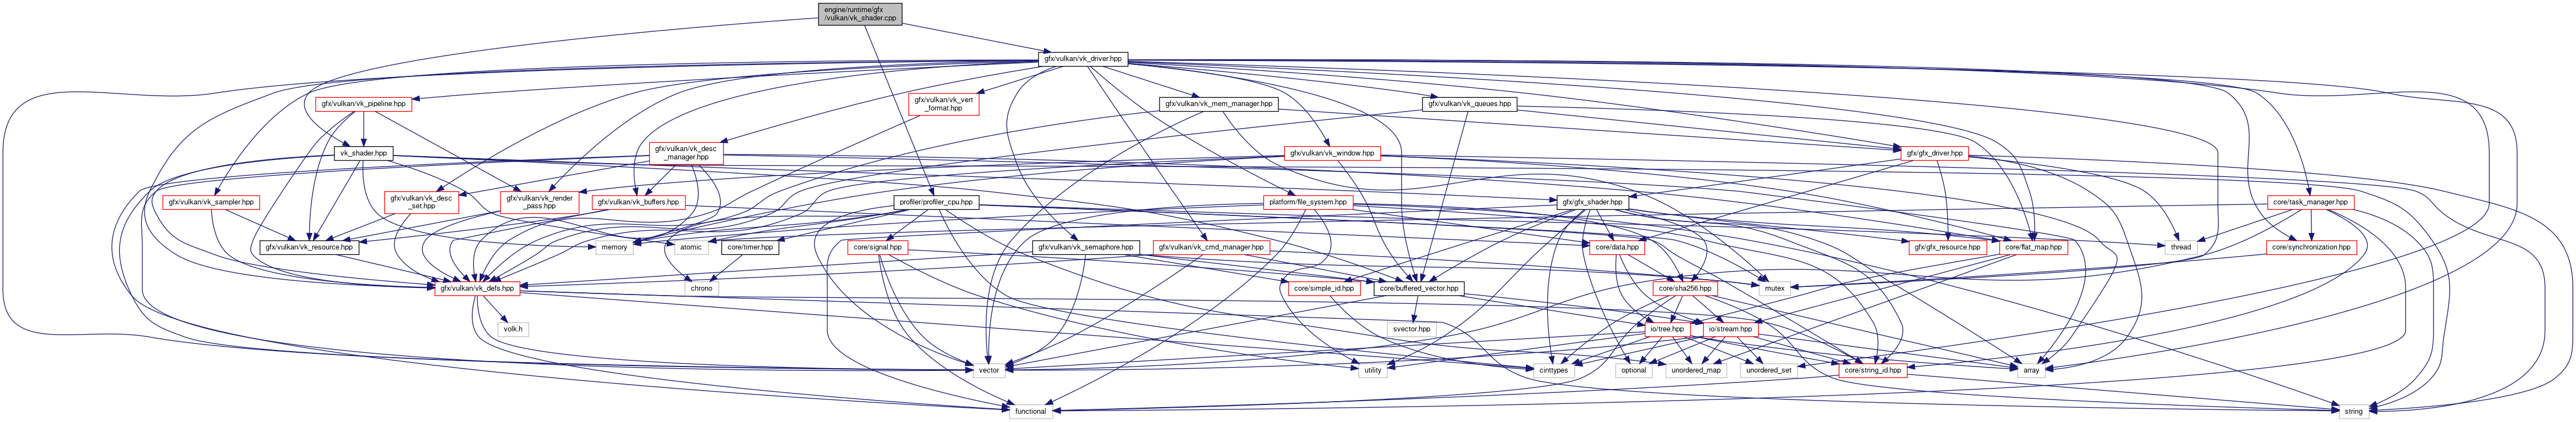 engine/runtime/gfx
/vulkan/vk_shader.cpp
gfx/vulkan/vk_driver.hpp
gfx/vulkan/vk_pipeline.hpp
gfx/vulkan/vk_vert
_format.hpp
gfx/vulkan/vk_mem_manager.hpp
gfx/vulkan/vk_queues.hpp
vk_shader.hpp
gfx/vulkan/vk_desc
_manager.hpp
gfx/vulkan/vk_window.hpp
gfx/gfx_driver.hpp
gfx/vulkan/vk_sampler.hpp
gfx/vulkan/vk_desc
_set.hpp
gfx/vulkan/vk_render
_pass.hpp
gfx/vulkan/vk_buffers.hpp
profiler/profiler_cpu.hpp
platform/file_system.hpp
gfx/gfx_shader.hpp
core/task_manager.hpp
gfx/vulkan/vk_resource.hpp
memory
atomic
core/timer.hpp
core/signal.hpp
gfx/vulkan/vk_semaphore.hpp
gfx/vulkan/vk_cmd_manager.hpp
core/data.hpp
gfx/gfx_resource.hpp
core/flat_map.hpp
thread
core/synchronization.hpp
gfx/vulkan/vk_defs.hpp
chrono
core/simple_id.hpp
core/buffered_vector.hpp
core/sha256.hpp
mutex
volk.h
svector.hpp
io/tree.hpp
io/stream.hpp
vector
utility
cinttypes
optional
unordered_map
unordered_set
core/string_id.hpp
array
functional
string